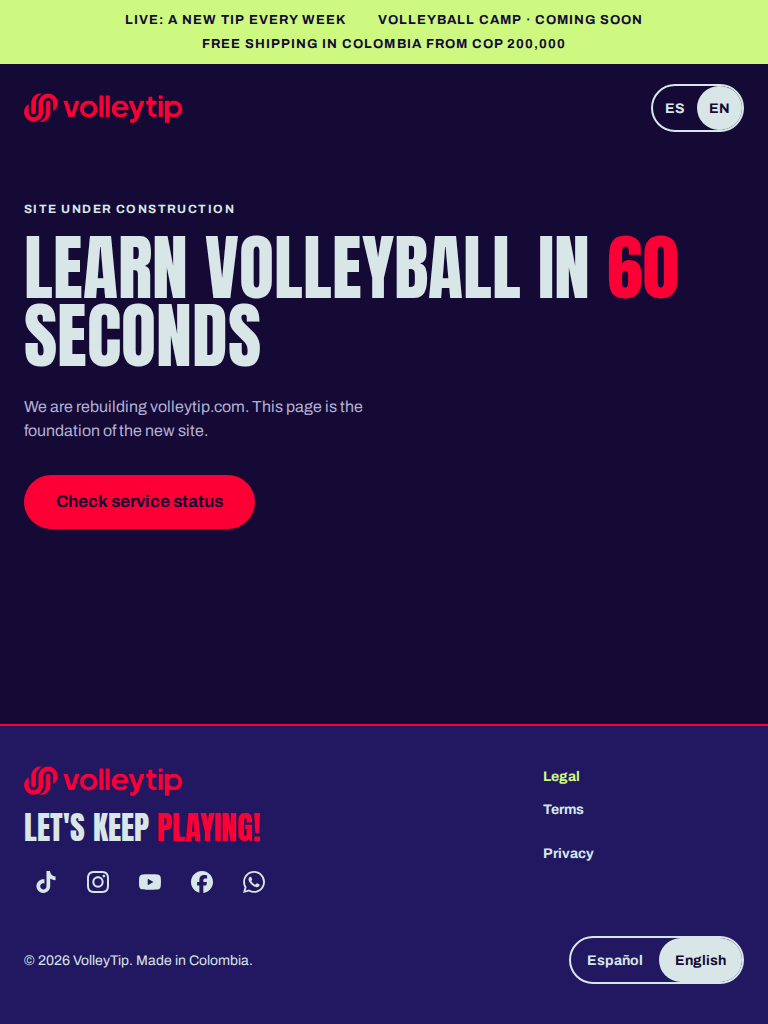 LIVE: A NEW TIP EVERY WEEK VOLLEYBALL CAMP · COMING SOON
FREE SHIPPING IN COLOMBIA FROM COP 200,000
volleytip
ES EN
SITE UNDER CONSTRUCTION
LEARN VOLLEYBALL IN 60
SECONDS
We are rebuilding volleytip.com. This page is the
foundation of the new site.
Check service status
volleytip
LET'S KEEP PLAYING!
Legal
Terms
Privacy
© 2026 VolleyTip. Made in Colombia.
Español English